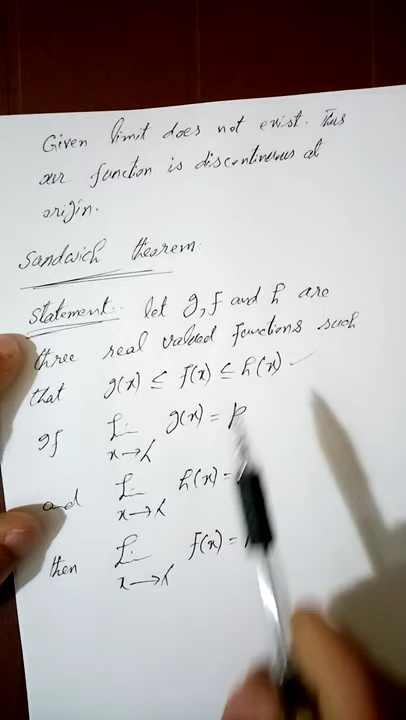 Given limit does not exist. Thus
our function is discontinuous at
origin.
Sandwich theorem:
Statement:- let g, f and h are
three real valued functions such
that g(x) ≤ f(x) ≤ h(x)
If Lim x→α g(x) = p
and Lim x→α h(x) =
then Lim x→α f(x) =